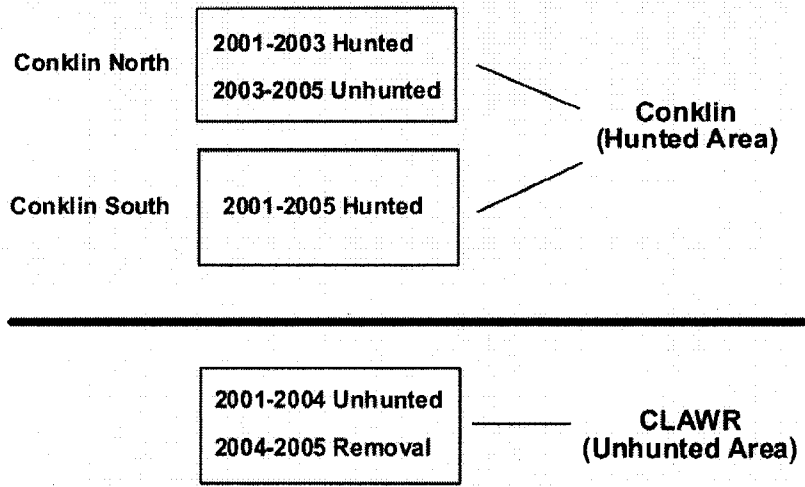 Conklin North
2001-2003 Hunted
2003-2005 Unhunted
Conklin
(Hunted Area)
Conklin South
2001-2005 Hunted
2001-2004 Unhunted
2004-2005 Removal
CLAWR
(Unhunted Area)